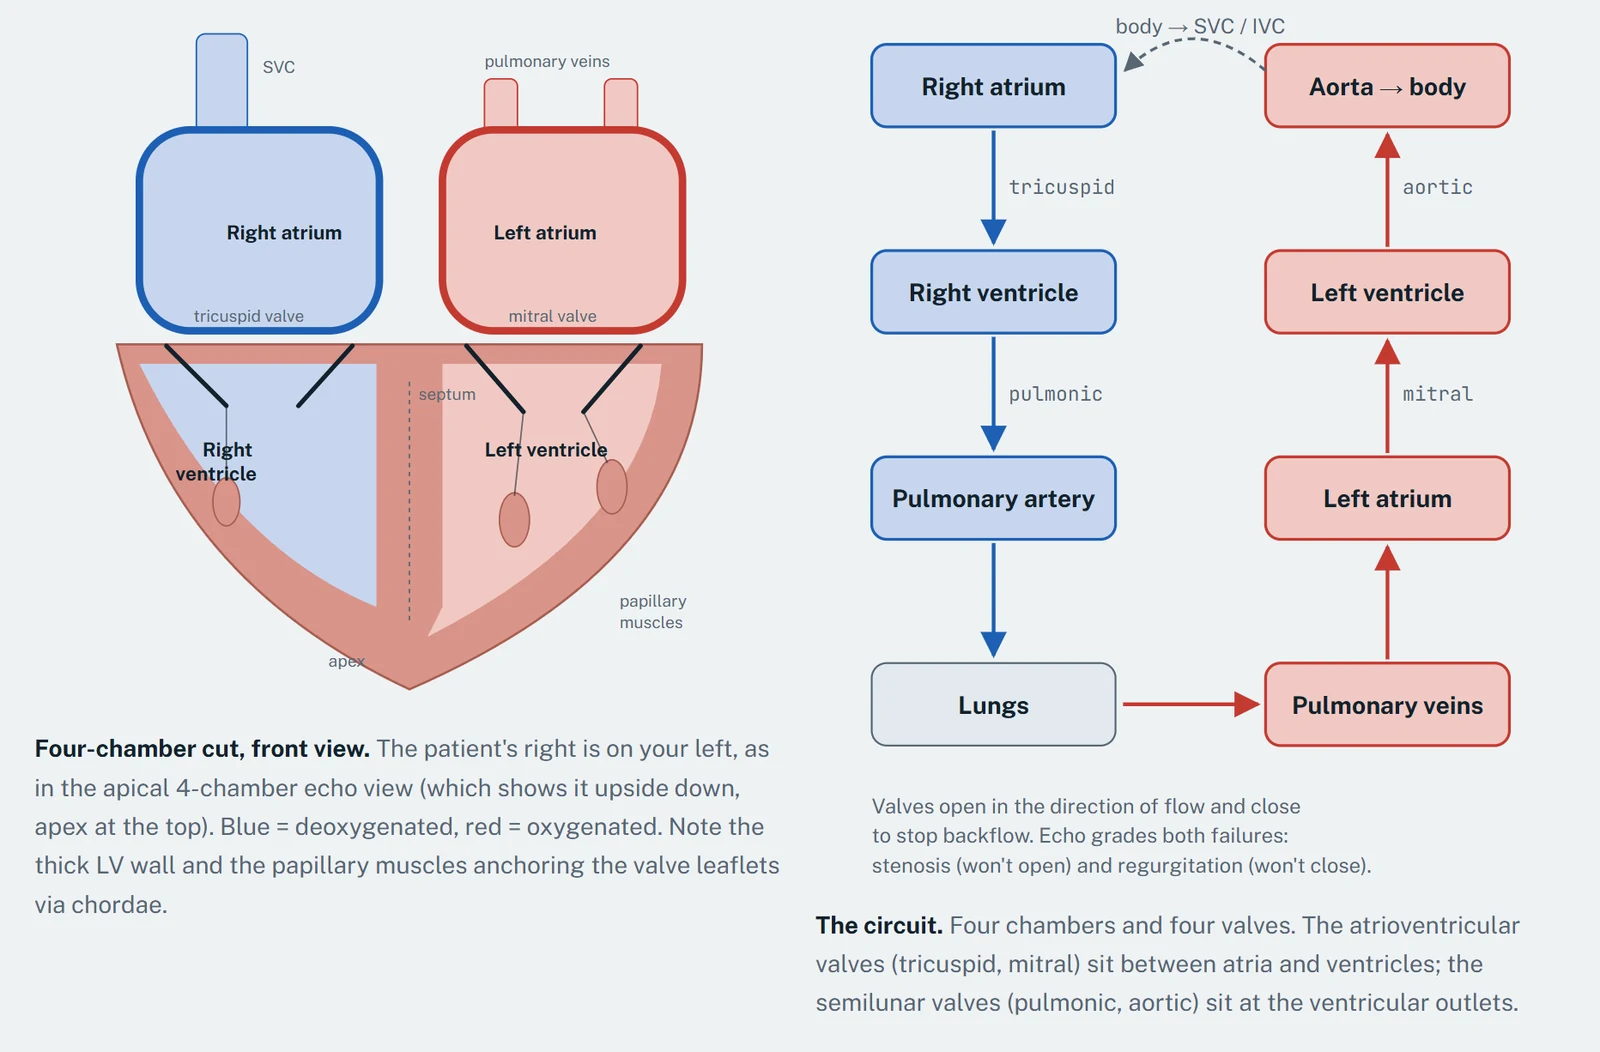 SVC
pulmonary veins
Right atrium
Left atrium
tricuspid valve
mitral valve
septum
Right
ventricle
Left ventricle
papillary
muscles
apex
Four-chamber cut, front view. The patient's right is on your left, as
in the apical 4-chamber echo view (which shows it upside down,
apex at the top). Blue = deoxygenated, red = oxygenated. Note the
thick LV wall and the papillary muscles anchoring the valve leaflets
via chordae.
body → SVC / IVC
Right atrium
Aorta → body
tricuspid
aortic
Right ventricle
Left ventricle
pulmonic
mitral
Pulmonary artery
Left atrium
Lungs
Pulmonary veins
Valves open in the direction of flow and close
to stop backflow. Echo grades both failures:
stenosis (won't open) and regurgitation (won't close).
The circuit. Four chambers and four valves. The atrioventricular
valves (tricuspid, mitral) sit between atria and ventricles; the
semilunar valves (pulmonic, aortic) sit at the ventricular outlets.